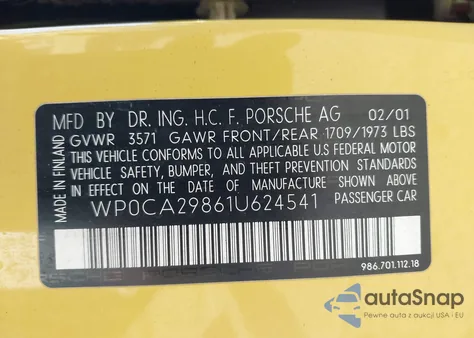 MFD BY DR. ING. H.C. F. PORSCHE AG 02/01
GVWR 3571 GAWR FRONT/REAR 1709/1973 LBS
THIS VEHICLE CONFORMS TO ALL APPLICABLE U.S FEDERAL MOTOR
VEHICLE SAFETY, BUMPER, AND THEFT PREVENTION STANDARDS
IN EFFECT ON THE DATE OF MANUFACTURE SHOWN ABOVE.
WP0CA29861U624541 PASSENGER CAR
MADE IN FINLAND
986.701.112.18
autoSnap
Pewne auta z aukcji USA - EU